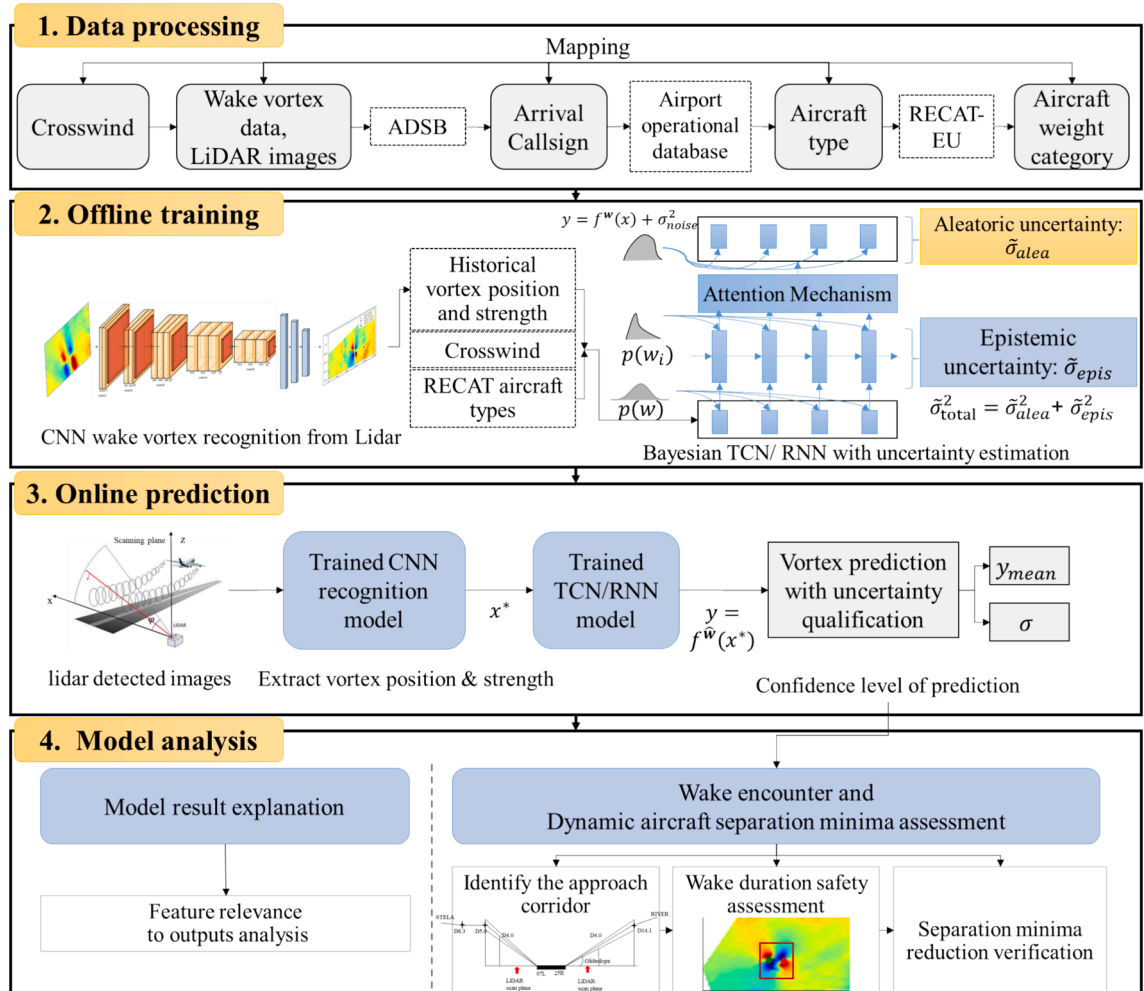 1. Data processing
Mapping
Crosswind
Wake vortex
data,
LiDAR images
ADSB
Arrival
Callsign
Airport
operational
database
Aircraft
type
RECAT-
EU
Aircraft
weight
category
2. Offline training
Historical
vortex position
and strength
Crosswind
RECAT aircraft
types
CNN wake vortex recognition from Lidar
y = f^w(x) + σ²_noise
p(w_i)
p(w)
Attention Mechanism
Aleatoric uncertainty:
σ̃_alea
Epistemic
uncertainty: σ̃_epis
σ̃²_total = σ̃²_alea + σ̃²_epis
Bayesian TCN/ RNN with uncertainty estimation
3. Online prediction
Scanning plane
Z
X
LIDAR
lidar detected images
Trained CNN
recognition
model
Extract vortex position & strength
x*
Trained
TCN/RNN
model
y =
f^ŵ(x*)
Vortex prediction
with uncertainty
qualification
y_mean
σ
Confidence level of prediction
4. Model analysis
Model result explanation
Feature relevance
to outputs analysis
Wake encounter and
Dynamic aircraft separation minima assessment
Identify the approach
corridor
STELA
D8.3
D5.0
D4.0
07L
25R
D4.0
Glideslope
RIVER
D14.1
LiDAR
scan plane
LiDAR
scan plane
Wake duration safety
assessment
Separation minima
reduction verification